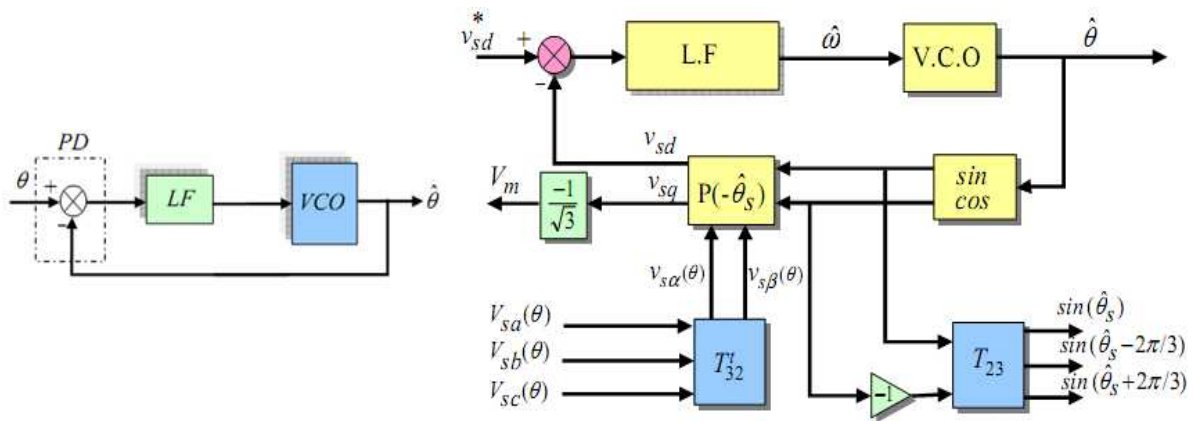 PD
θ + −
LF
VCO
θ̂
v*sd + −
L.F
ω̂
V.C.O
θ̂
vsd
Vm
−1/√3
vsq
P(-θ̂s)
sin
cos
vsα(θ)
vsβ(θ)
Vsa(θ)
Vsb(θ)
Vsc(θ)
Tᵗ32
−1
T23
sin(θ̂s)
sin(θ̂s−2π/3)
sin(θ̂s+2π/3)